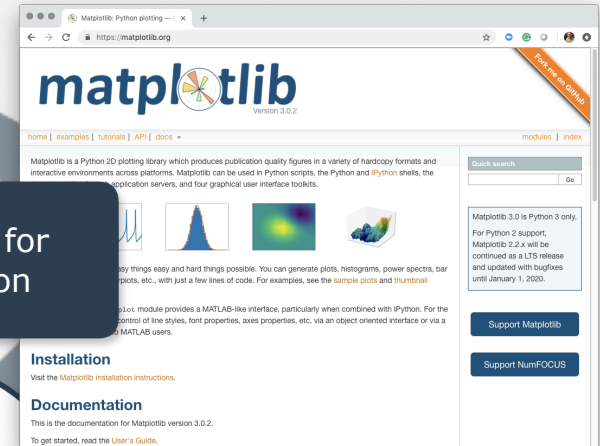 Matplotlib: Python plotting —
https://matplotlib.org
Fork me on GitHub
matplotlib
Version 3.0.2
home | examples | tutorials | API | docs »
modules | index
Matplotlib is a Python 2D plotting library which produces publication quality figures in a variety of hardcopy formats and
interactive environments across platforms. Matplotlib can be used in Python scripts, the Python and IPython shells, the
application servers, and four graphical user interface toolkits.
for
on
easy things easy and hard things possible. You can generate plots, histograms, power spectra, bar
etc., with just a few lines of code. For examples, see the sample plots and thumbnail
module provides a MATLAB-like interface, particularly when combined with IPython. For the
control of line styles, font properties, axes properties, etc, via an object oriented interface or via a
MATLAB users.
Installation
Visit the Matplotlib installation instructions.
Documentation
This is the documentation for Matplotlib version 3.0.2.
To get started, read the User's Guide.
Quick search
Go
Matplotlib 3.0 is Python 3 only.
For Python 2 support,
Matplotlib 2.2.x will be
continued as a LTS release
and updated with bugfixes
until January 1, 2020.
Support Matplotlib
Support NumFOCUS